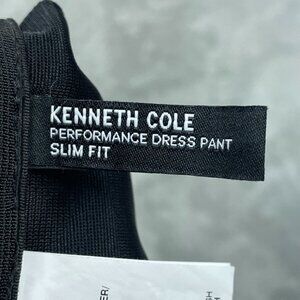 KENNETH COLE
PERFORMANCE DRESS PANT
SLIM FIT